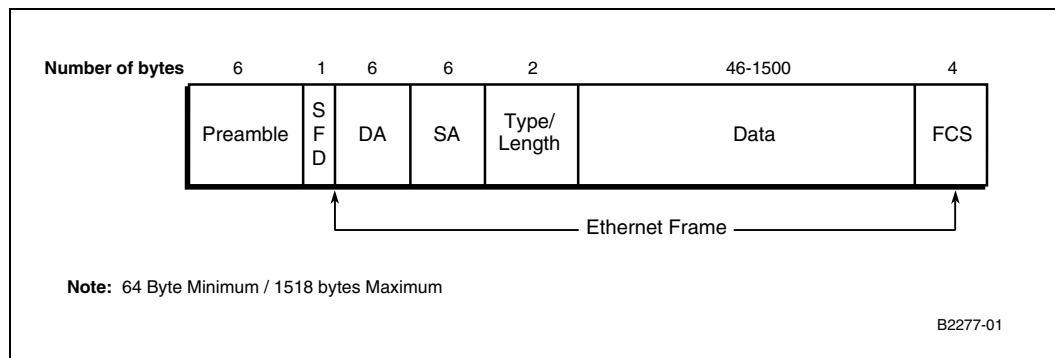 Number of bytes 6 1 6 6 2 46-1500 4
Preamble
S
F
D
DA
SA
Type/
Length
Data
FCS
Ethernet Frame
Note: 64 Byte Minimum / 1518 bytes Maximum
B2277-01